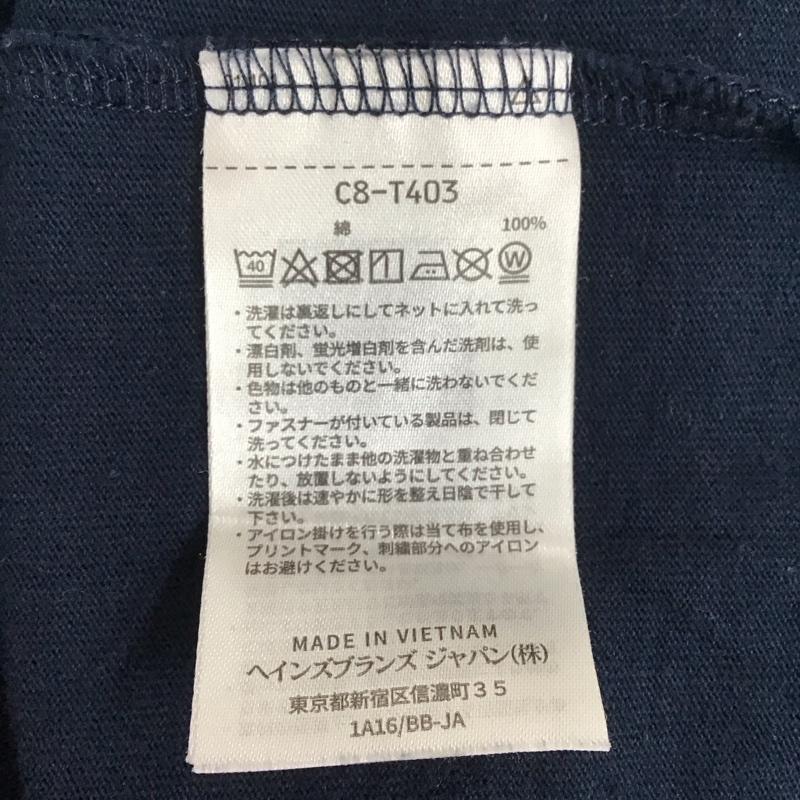 C8-T403
綿 100%
40 W
・洗濯は裏返しにしてネットに入れて洗っ
てください。
・漂白剤、蛍光増白剤を含んだ洗剤は、使
用しないでください。
・色物は他のものと一緒に洗わないでくだ
さい。
・ファスナーが付いている製品は、閉じて
洗ってください。
・水につけたまま他の洗濯物と重ね合わせ
たり、放置しないようにしてください。
・洗濯後は速やかに形を整え日陰で干して
下さい。
・アイロン掛けを行う際は当て布を使用し、
プリントマーク、刺繍部分へのアイロン
はお避けください。
MADE IN VIETNAM
ヘインズブランズ ジャパン(株)
東京都新宿区信濃町35
1A16/BB-JA